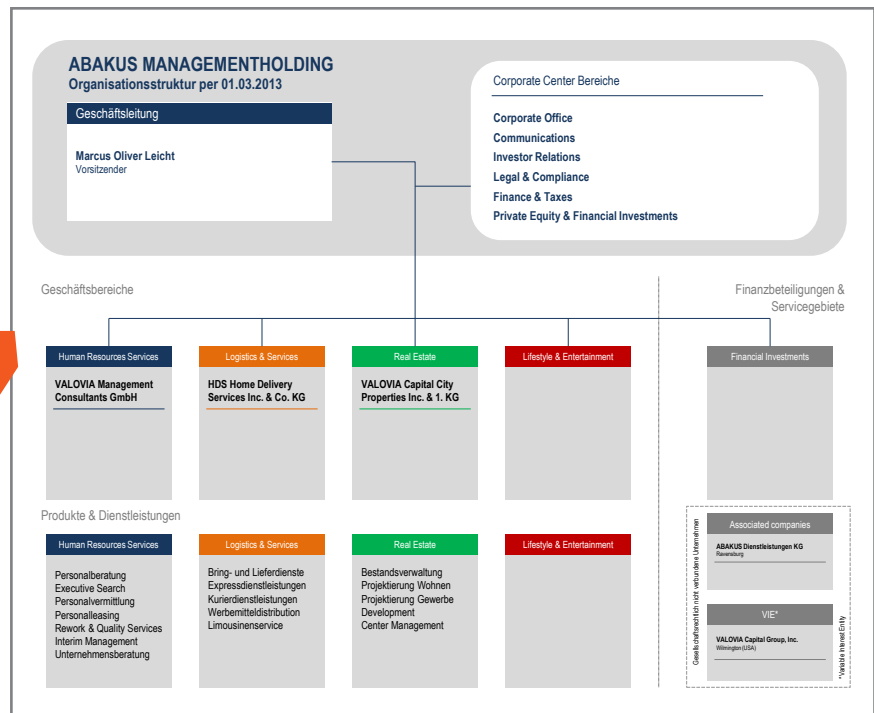 ABAKUS MANAGEMENTHOLDING
Organisationsstruktur per 01.03.2013
Geschäftsleitung
Marcus Oliver Leicht
Vorsitzender
Corporate Center Bereiche
Corporate Office
Communications
Investor Relations
Legal & Compliance
Finance & Taxes
Private Equity & Financial Investments
Geschäftsbereiche
Finanzbeteiligungen &
Servicegebiete
Human Resources Services
VALOVIA Management
Consultants GmbH
Logistics & Services
HDS Home Delivery
Services Inc. & Co. KG
Real Estate
VALOVIA Capital City
Properties Inc. & 1. KG
Lifestyle & Entertainment
Financial Investments
Produkte & Dienstleistungen
Human Resources Services
Personalberatung
Executive Search
Personalvermittlung
Personalleasing
Rework & Quality Services
Interim Management
Unternehmensberatung
Logistics & Services
Bring- und Lieferdienste
Expressdienstleistungen
Kurierdienstleistungen
Werbemitteldistribution
Limousinenservice
Real Estate
Bestandsverwaltung
Projektierung Wohnen
Projektierung Gewerbe
Development
Center Management
Lifestyle & Entertainment
Gesellschaftsrechtlich nicht verbundene Unternehmen
Associated companies
ABAKUS Dienstleistungen KG
Ravensburg
VIE*
VALOVIA Capital Group, Inc.
Wilmington (USA)
*Variable Interest Entity